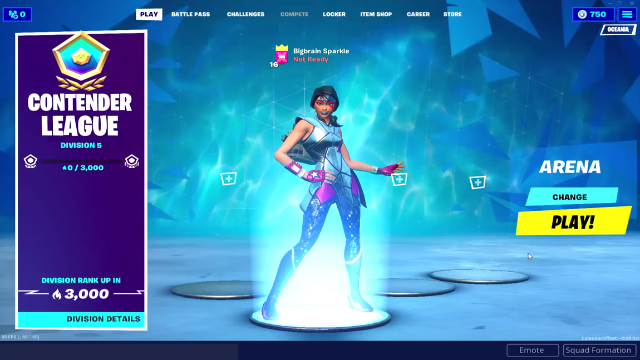 0
PLAY
BATTLE PASS
CHALLENGES
COMPETE
LOCKER
ITEM SHOP
CAREER
STORE
750
OCEANIA
CONTENDER
LEAGUE
DIVISION 5
0 / 3,000
DIVISION RANK UP IN
3,000
DIVISION DETAILS
16
Bigbrain Sparkle
Not Ready
ARENA
CHANGE
PLAY!
Emote
Squad Formation